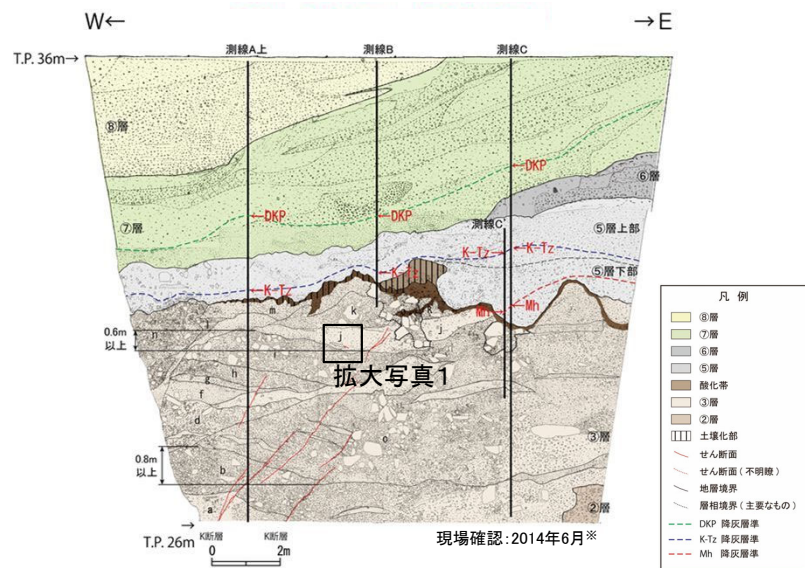 W← →E
測線A上 測線B 測線C
T.P. 36m→
⑧層
←DKP
⑥層
←DKP ←DKP
⑦層
測線C
⑤層上部
K-Tz→ ←K-Tz
←K-Tz
⑤層下部
←K-Tz
Mh→ ←Mh
m k k
0.6m
以上
n l j j
i
拡大写真1
h
g
f
d
c
③層
0.8m
以上
b
a
②層
K断層 K断層
T.P. 26m→
0 2m
現場確認:2014年6月※
凡 例
⑧層
⑦層
⑥層
⑤層
酸化帯
③層
②層
土壌化部
せん断面
せん断面(不明瞭)
地層境界
層相境界(主要なもの)
DKP 降灰層準
K-Tz 降灰層準
Mh 降灰層準